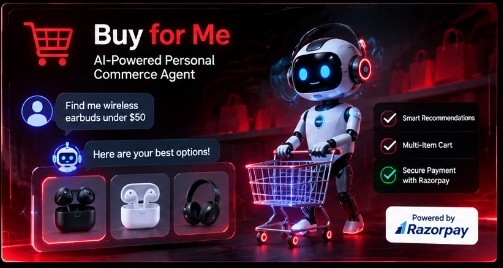 Buy for Me
AI-Powered Personal
Commerce Agent
Find me wireless
earbuds under $50
Here are your best options!
Smart Recommendations
Multi-Item Cart
Secure Payment
with Razorpay
Powered by
Razorpay